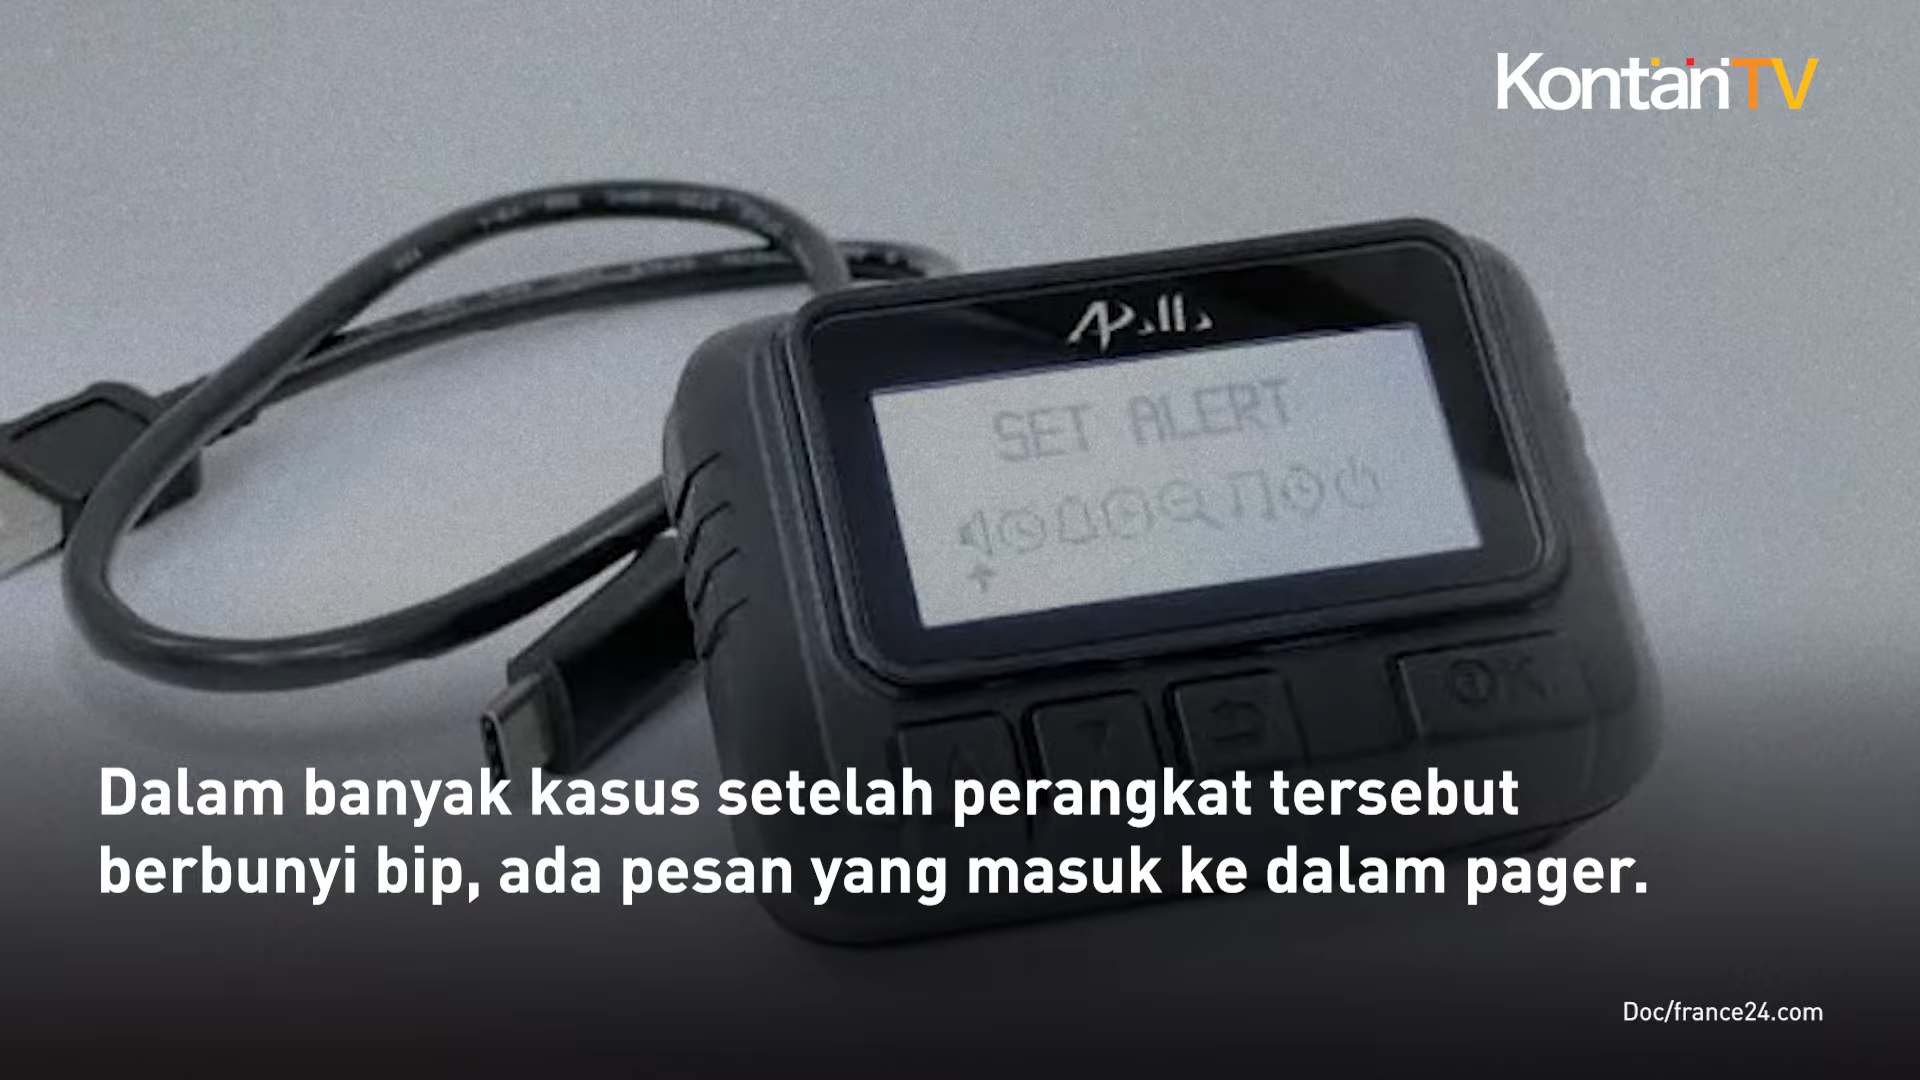 KontanTV
Apollo
SET ALERT
OK
Dalam banyak kasus setelah perangkat tersebut
berbunyi bip, ada pesan yang masuk ke dalam pager.
Doc/france24.com